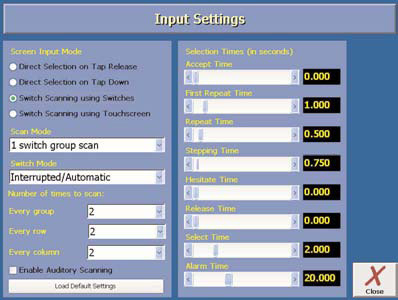 Input Settings
Screen Input Mode
Direct Selection on Tap Release
Direct Selection on Tap Down
Switch Scanning using Switches
Switch Scanning using Touchscreen
Scan Mode
1 switch group scan
Switch Mode
Interrupted/Automatic
Number of times to scan:
Every group 2
Every row 2
Every column 2
Enable Auditory Scanning
Load Default Settings
Selection Times (in seconds)
Accept Time
0.000
First Repeat Time
1.000
Repeat Time
0.500
Stepping Time
0.750
Hesitate Time
0.000
Release Time
0.000
Select Time
2.000
Alarm Time
20.000
Close